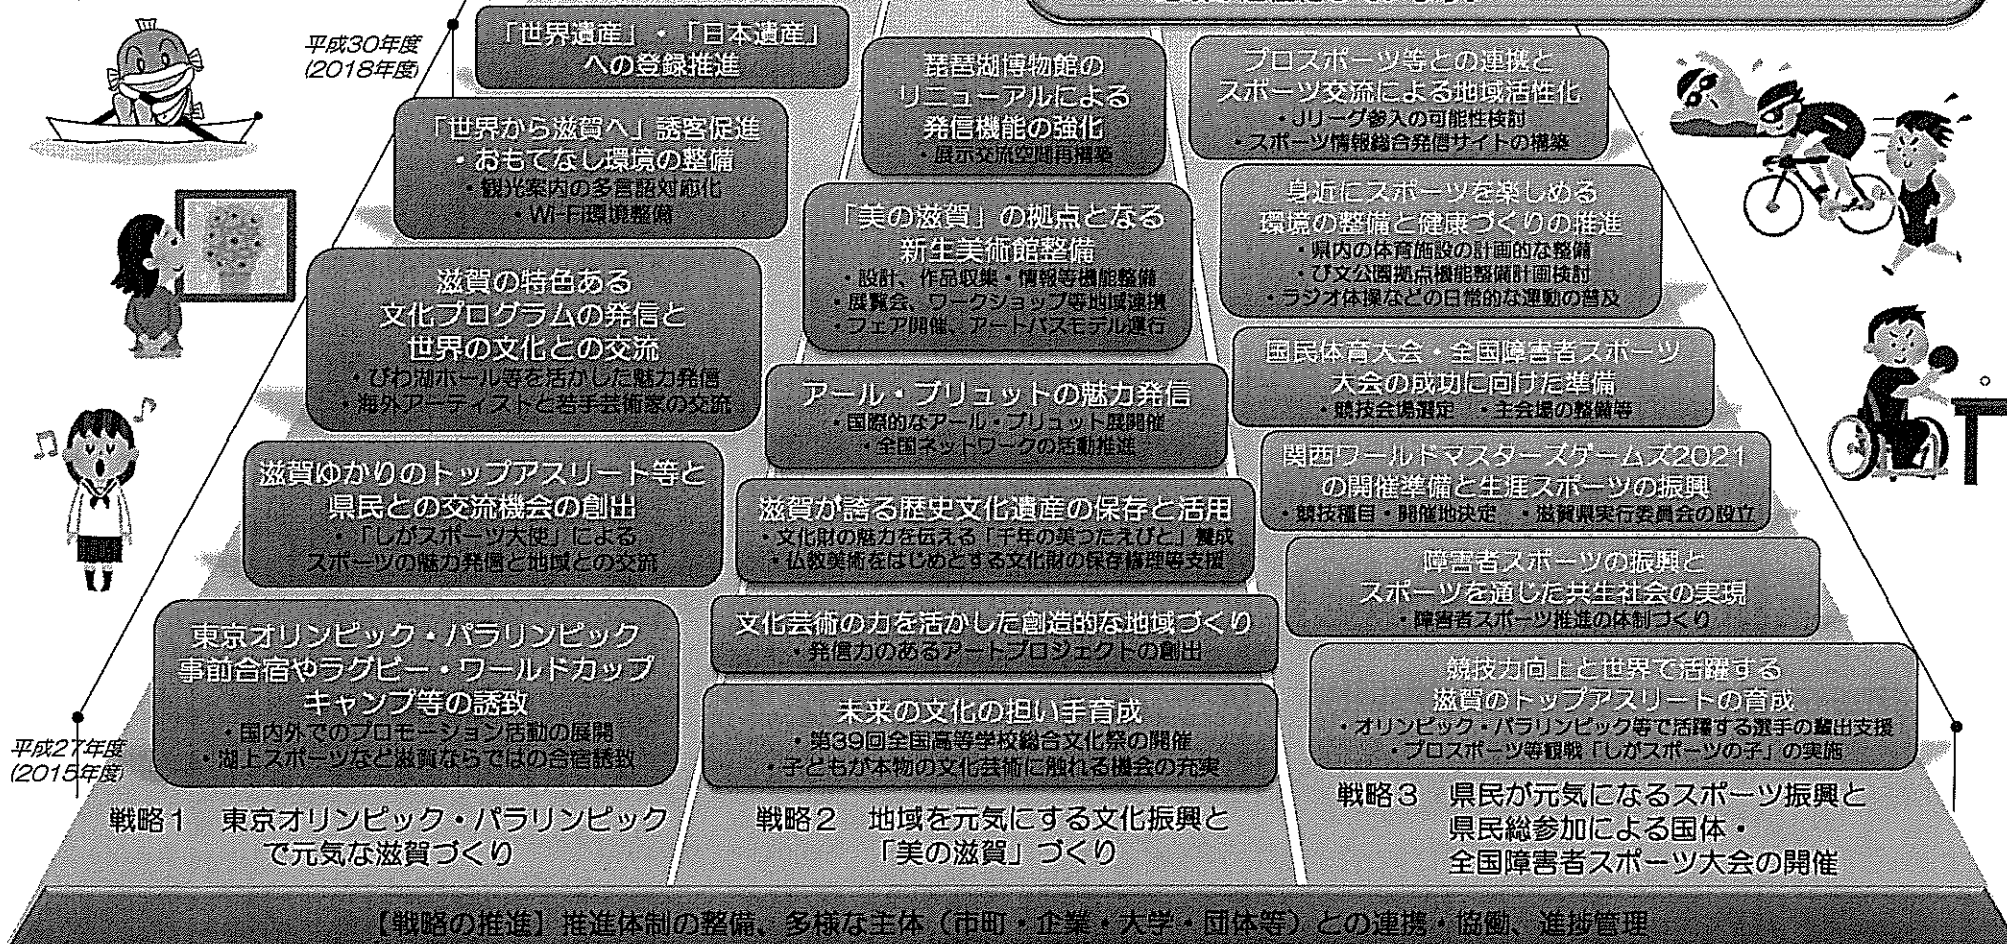 平成30年度
(2018年度)
「世界遺産」・「日本遺産」
への登録推進
「世界から滋賀へ」誘客促進
・おもてなし環境の整備
・観光案内の多言語対応化
・Wi-Fi環境整備
滋賀の特色ある
文化プログラムの発信と
世界の文化との交流
・びわ湖ホール等を活かした魅力発信
・海外アーティストと若手芸術家の交流
滋賀ゆかりのトップアスリート等と
県民との交流機会の創出
・「しがスポーツ大使」による
スポーツの魅力発信と地域との交流
東京オリンピック・パラリンピック
事前合宿やラグビー・ワールドカップ
キャンプ等の誘致
・国内外でのプロモーション活動の展開
・湖上スポーツなど滋賀ならではの合宿誘致
平成27年度
(2015年度)
戦略1 東京オリンピック・パラリンピック
で元気な滋賀づくり
琵琶湖博物館の
リニューアルによる
発信機能の強化
・展示交流空間再構築
「美の滋賀」の拠点となる
新生美術館整備
・設計、作品収集・情報等機能整備
・展覧会、ワークショップ等地域連携
・フェア開催、アートバスモデル運行
アール・ブリュットの魅力発信
・国際的なアール・ブリュット展開催
・全国ネットワークの活動推進
滋賀が誇る歴史文化遺産の保存と活用
・文化財の魅力を伝える「千年の美つたえびと」養成
・仏教美術をはじめとする文化財の保存修理等支援
文化芸術の力を活かした創造的な地域づくり
・発信力のあるアートプロジェクトの創出
未来の文化の担い手育成
・第39回全国高等学校総合文化祭の開催
・子どもが本物の文化芸術に触れる機会の充実
戦略2 地域を元気にする文化振興と
「美の滋賀」づくり
プロスポーツ等との連携と
スポーツ交流による地域活性化
・Jリーグ参入の可能性検討
・スポーツ情報総合発信サイトの構築
身近にスポーツを楽しめる
環境の整備と健康づくりの推進
・県内の体育施設の計画的な整備
・び文公園拠点機能整備計画検討
・ラジオ体操などの日常的な運動の普及
国民体育大会・全国障害者スポーツ
大会の成功に向けた準備
・競技会場選定 ・主会場の整備等
関西ワールドマスターズゲームズ2021
の開催準備と生涯スポーツの振興
・競技種目・開催地決定 ・滋賀県実行委員会の設立
障害者スポーツの振興と
スポーツを通じた共生社会の実現
・障害者スポーツ推進の体制づくり
競技力向上と世界で活躍する
滋賀のトップアスリートの育成
・オリンピック・パラリンピック等で活躍する選手の輩出支援
・プロスポーツ等観戦「しがスポーツの子」の実施
戦略3 県民が元気になるスポーツ振興と
県民総参加による国体・
全国障害者スポーツ大会の開催
【戦略の推進】推進体制の整備、多様な主体（市町・企業・大学・団体等）との連携・協働、進捗管理